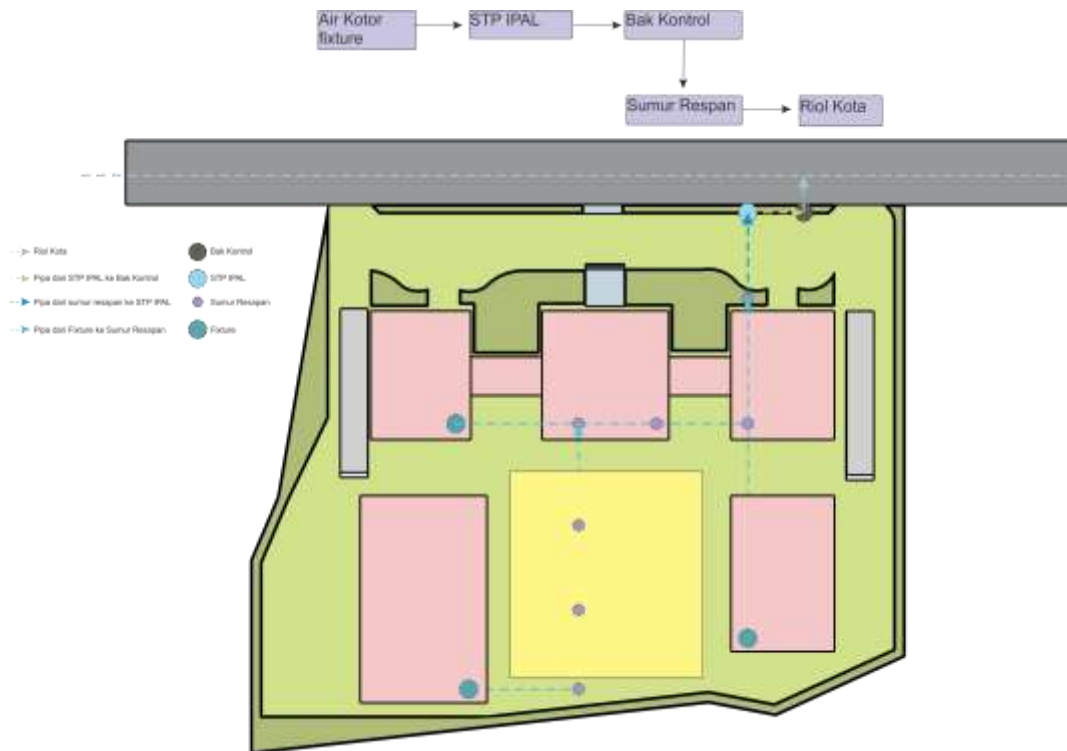 Air Kotor
fixture
STP IPAL
Bak Kontrol
Sumur Respan
Riol Kota
Riol Kota
Pipa dari STP IPAL ke Bak Kontrol
Pipa dari sumur resapan ke STP IPAL
Pipa dari Fixture ke Sumur Resapan
Bak Kontrol
STP IPAL
Sumur Resapan
Fixture